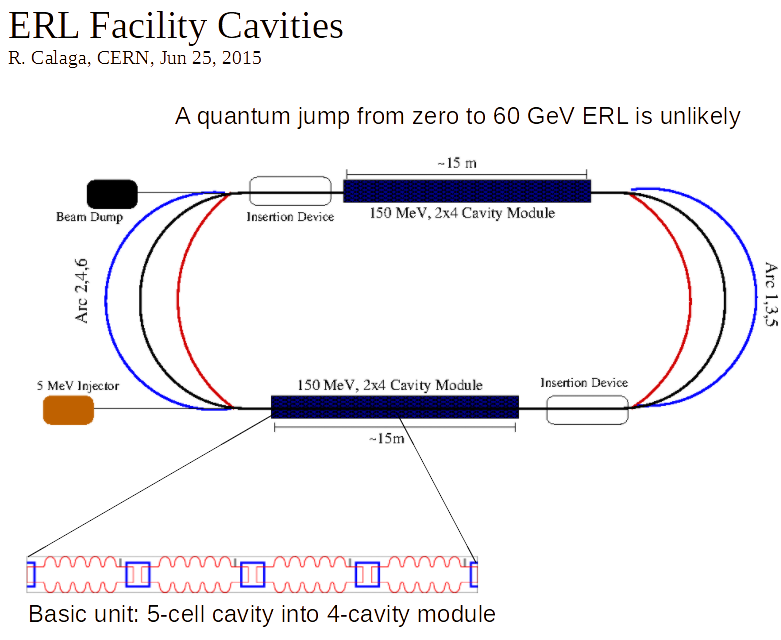 ERL Facility Cavities
R. Calaga, CERN, Jun 25, 2015
A quantum jump from zero to 60 GeV ERL is unlikely
~15 m
Beam Dump
Insertion Device
150 MeV, 2x4 Cavity Module
Arc 2,4,6
Arc 1,3,5
5 MeV Injector
150 MeV, 2x4 Cavity Module
Insertion Device
~15m
Basic unit: 5-cell cavity into 4-cavity module